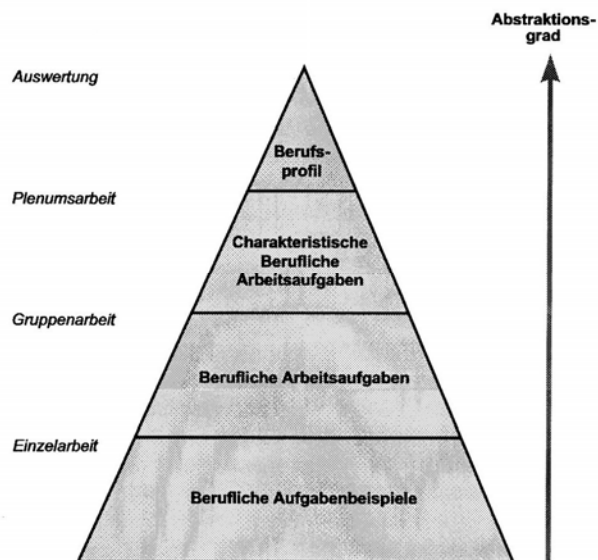 Abstraktions-
grad
Auswertung
Berufs-
profil
Plenumsarbeit
Charakteristische
Berufliche
Arbeitsaufgaben
Gruppenarbeit
Berufliche Arbeitsaufgaben
Einzelarbeit
Berufliche Aufgabenbeispiele